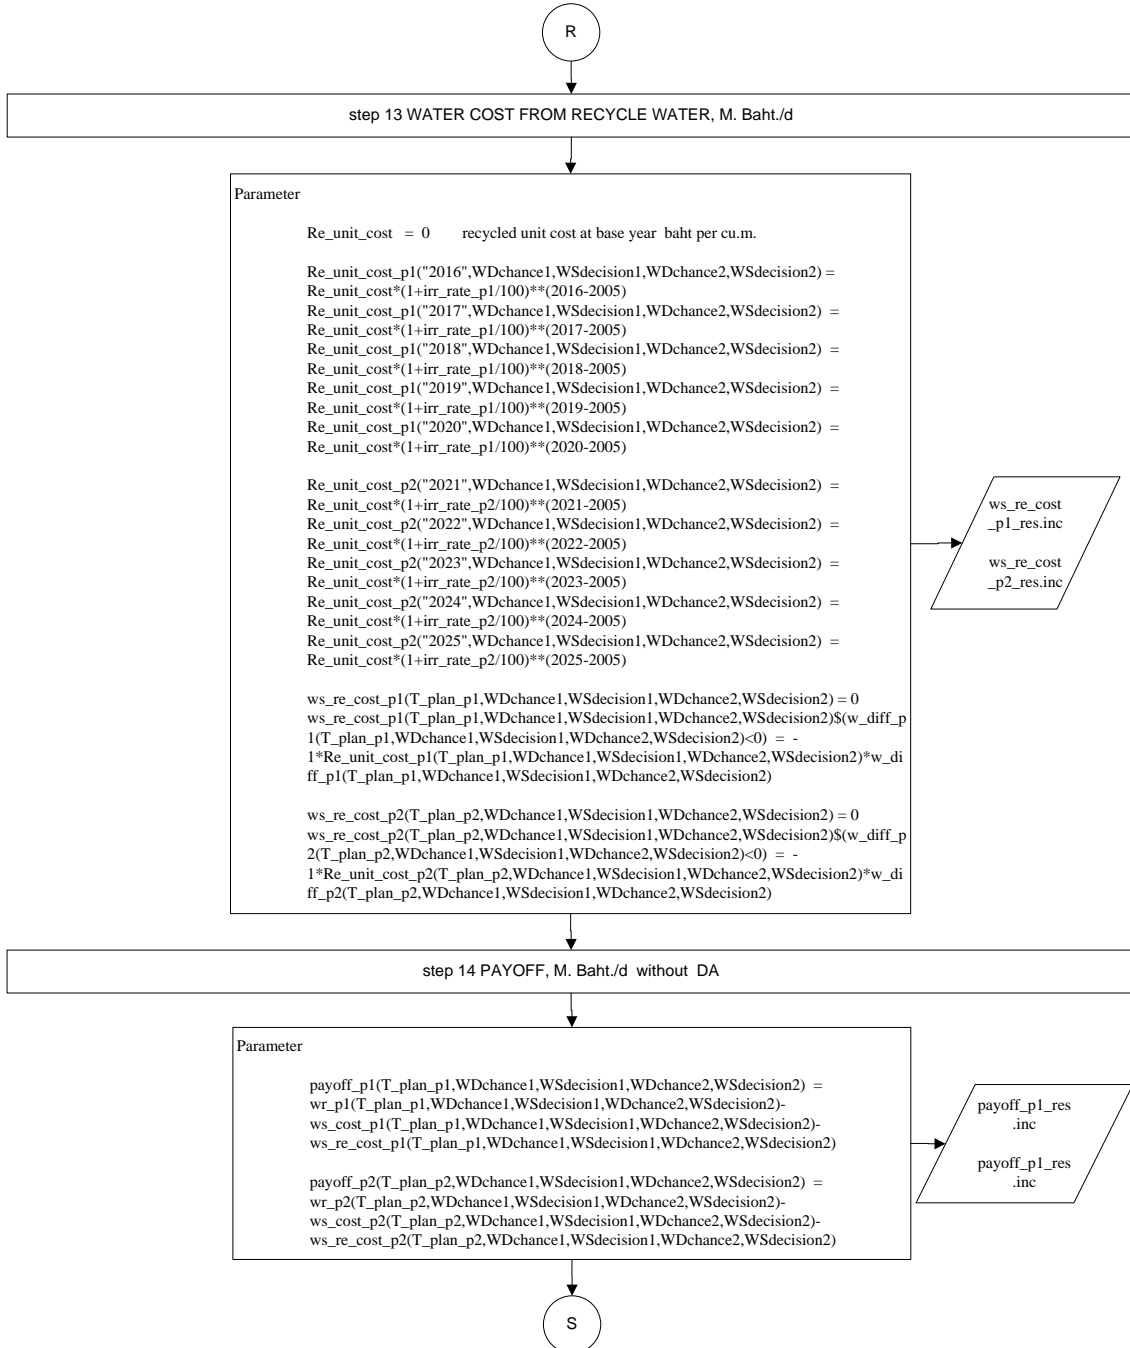 R
step 13 WATER COST FROM RECYCLE WATER, M. Baht./d
Parameter
Re_unit_cost = 0 recycled unit cost at base year baht per cu.m.
Re_unit_cost_p1("2016",WDchance1,WSdecision1,WDchance2,WSdecision2) =
Re_unit_cost*(1+irr_rate_p1/100)**(2016-2005)
Re_unit_cost_p1("2017",WDchance1,WSdecision1,WDchance2,WSdecision2) =
Re_unit_cost*(1+irr_rate_p1/100)**(2017-2005)
Re_unit_cost_p1("2018",WDchance1,WSdecision1,WDchance2,WSdecision2) =
Re_unit_cost*(1+irr_rate_p1/100)**(2018-2005)
Re_unit_cost_p1("2019",WDchance1,WSdecision1,WDchance2,WSdecision2) =
Re_unit_cost*(1+irr_rate_p1/100)**(2019-2005)
Re_unit_cost_p1("2020",WDchance1,WSdecision1,WDchance2,WSdecision2) =
Re_unit_cost*(1+irr_rate_p1/100)**(2020-2005)
Re_unit_cost_p2("2021",WDchance1,WSdecision1,WDchance2,WSdecision2) =
Re_unit_cost*(1+irr_rate_p2/100)**(2021-2005)
Re_unit_cost_p2("2022",WDchance1,WSdecision1,WDchance2,WSdecision2) =
Re_unit_cost*(1+irr_rate_p2/100)**(2022-2005)
Re_unit_cost_p2("2023",WDchance1,WSdecision1,WDchance2,WSdecision2) =
Re_unit_cost*(1+irr_rate_p2/100)**(2023-2005)
Re_unit_cost_p2("2024",WDchance1,WSdecision1,WDchance2,WSdecision2) =
Re_unit_cost*(1+irr_rate_p2/100)**(2024-2005)
Re_unit_cost_p2("2025",WDchance1,WSdecision1,WDchance2,WSdecision2) =
Re_unit_cost*(1+irr_rate_p2/100)**(2025-2005)
ws_re_cost_p1(T_plan_p1,WDchance1,WSdecision1,WDchance2,WSdecision2) = 0
ws_re_cost_p1(T_plan_p1,WDchance1,WSdecision1,WDchance2,WSdecision2)$(w_diff_p
1(T_plan_p1,WDchance1,WSdecision1,WDchance2,WSdecision2)<0) = -
1*Re_unit_cost_p1(T_plan_p1,WDchance1,WSdecision1,WDchance2,WSdecision2)*w_di
ff_p1(T_plan_p1,WDchance1,WSdecision1,WDchance2,WSdecision2)
ws_re_cost_p2(T_plan_p2,WDchance1,WSdecision1,WDchance2,WSdecision2) = 0
ws_re_cost_p2(T_plan_p2,WDchance1,WSdecision1,WDchance2,WSdecision2)$(w_diff_p
2(T_plan_p2,WDchance1,WSdecision1,WDchance2,WSdecision2)<0) = -
1*Re_unit_cost_p2(T_plan_p2,WDchance1,WSdecision1,WDchance2,WSdecision2)*w_di
ff_p2(T_plan_p2,WDchance1,WSdecision1,WDchance2,WSdecision2)
ws_re_cost
_p1_res.inc
ws_re_cost
_p2_res.inc
step 14 PAYOFF, M. Baht./d without DA
Parameter
payoff_p1(T_plan_p1,WDchance1,WSdecision1,WDchance2,WSdecision2) =
wr_p1(T_plan_p1,WDchance1,WSdecision1,WDchance2,WSdecision2)-
ws_cost_p1(T_plan_p1,WDchance1,WSdecision1,WDchance2,WSdecision2)-
ws_re_cost_p1(T_plan_p1,WDchance1,WSdecision1,WDchance2,WSdecision2)
payoff_p2(T_plan_p2,WDchance1,WSdecision1,WDchance2,WSdecision2) =
wr_p2(T_plan_p2,WDchance1,WSdecision1,WDchance2,WSdecision2)-
ws_cost_p2(T_plan_p2,WDchance1,WSdecision1,WDchance2,WSdecision2)-
ws_re_cost_p2(T_plan_p2,WDchance1,WSdecision1,WDchance2,WSdecision2)
payoff_p1_res
.inc
payoff_p1_res
.inc
S